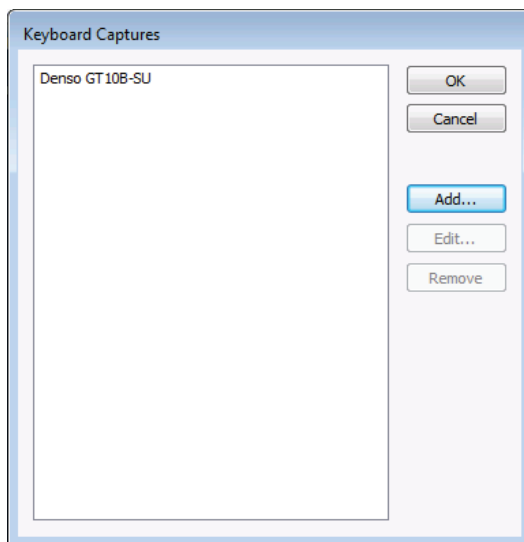 Keyboard Captures
Denso GT10B-SU
OK
Cancel
Add...
Edit...
Remove